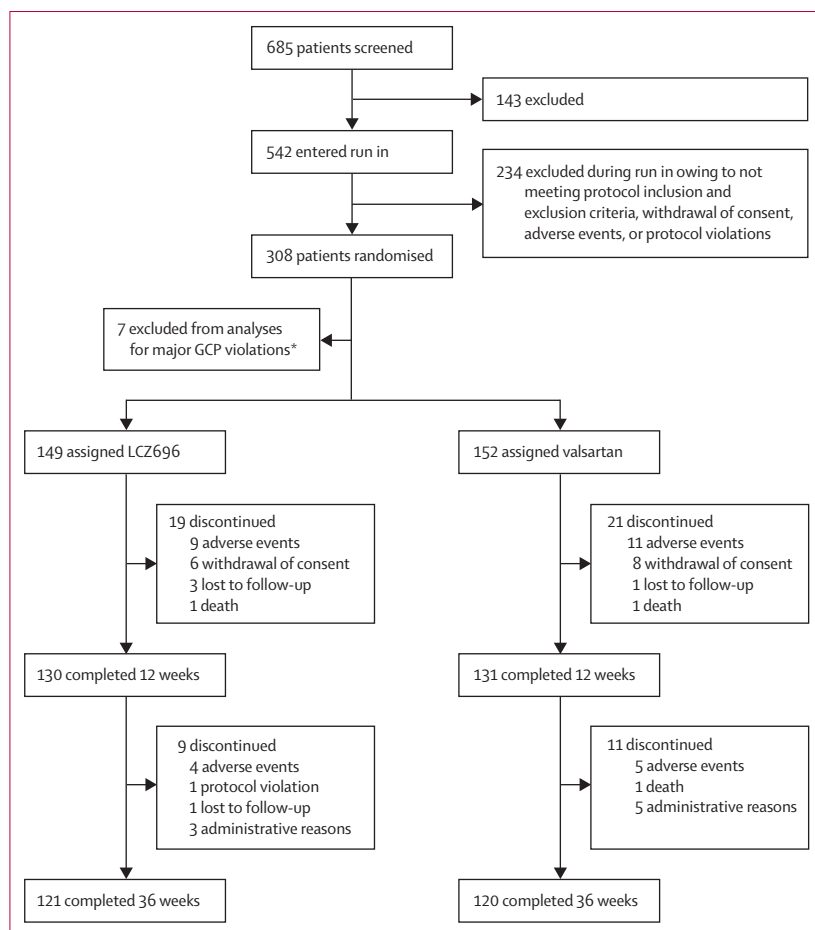 685 patients screened
143 excluded
542 entered run in
234 excluded during run in owing to not
meeting protocol inclusion and
exclusion criteria, withdrawal of consent,
adverse events, or protocol violations
308 patients randomised
7 excluded from analyses
for major GCP violations*
149 assigned LCZ696
152 assigned valsartan
19 discontinued
9 adverse events
6 withdrawal of consent
3 lost to follow-up
1 death
21 discontinued
11 adverse events
8 withdrawal of consent
1 lost to follow-up
1 death
130 completed 12 weeks
131 completed 12 weeks
9 discontinued
4 adverse events
1 protocol violation
1 lost to follow-up
3 administrative reasons
11 discontinued
5 adverse events
1 death
5 administrative reasons
121 completed 36 weeks
120 completed 36 weeks